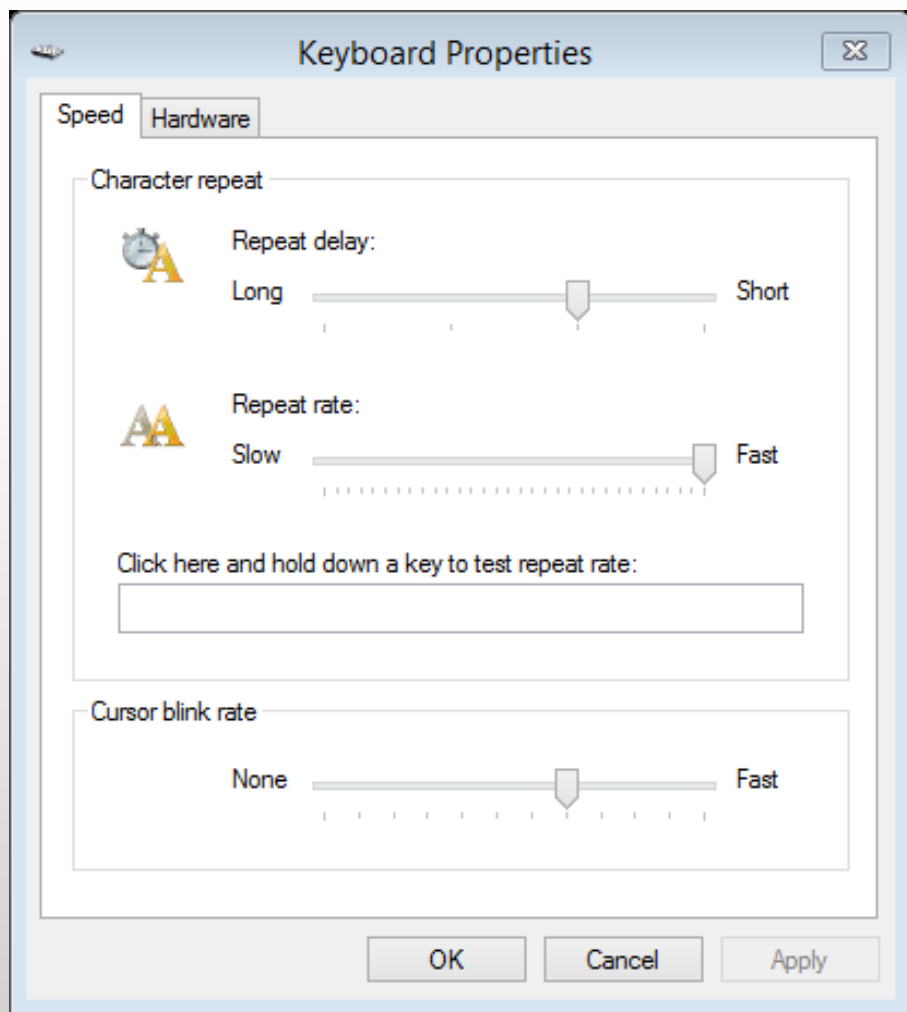 Keyboard Properties
Speed Hardware
Character repeat
Repeat delay:
Long Short
Repeat rate:
Slow Fast
Click here and hold down a key to test repeat rate:
Cursor blink rate
None Fast
OK Cancel Apply